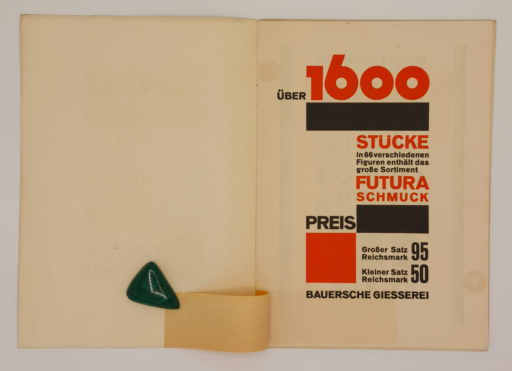 ÜBER 1600
STÜCKE
in 66 verschiedenen
Figuren enthält das
große Sortiment
FUTURA
SCHMUCK
PREIS
Großer Satz
Reichsmark 95
Kleiner Satz
Reichsmark 50
BAUERSCHE GIESSEREI